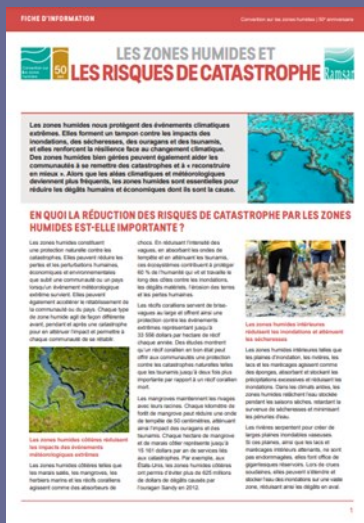 FICHE D'INFORMATION
Convention sur les zones humides | 50e anniversaire
LES ZONES HUMIDES ET
LES RISQUES DE CATASTROPHE
50
Ramsar
Les zones humides nous protègent des événements climatiques
extrêmes. Elles forment un tampon contre les impacts des
inondations, des sécheresses, des ouragans et des tsunamis,
et elles renforcent la résilience face au changement climatique.
Des zones humides bien gérées peuvent également aider les
communautés à se remettre des catastrophes et à « reconstruire
en mieux ». Alors que les aléas climatiques et météorologiques
deviennent plus fréquents, les zones humides sont essentielles pour
réduire les dégâts humains et économiques dont ils sont la cause.
EN QUOI LA RÉDUCTION DES RISQUES DE CATASTROPHE PAR LES ZONES
HUMIDES EST-ELLE IMPORTANTE ?
Les zones humides constituent
une protection naturelle contre les
catastrophes. Elles peuvent réduire les
pertes et les perturbations humaines,
économiques et environnementales
que subit une communauté ou un pays
lorsqu'un événement météorologique
extrême survient. Elles peuvent
également accélérer le rétablissement de
la communauté ou du pays. Chaque type
de zone humide agit de façon différente
avant, pendant et après une catastrophe
pour en atténuer l'impact et permettre à
chaque communauté de se rétablir.
Les zones humides côtières réduisent
les impacts des événements
météorologiques extrêmes
Les zones humides côtières telles que
les marais salés, les mangroves, les
herbiers marins et les récifs coralliens
agissent comme des absorbeurs de
chocs. En réduisant l'intensité des
vagues, en absorbant les ondes de
tempête et en atténuant les tsunamis,
ces écosystèmes contribuent à protéger
60 % de l'humanité qui vit et travaille le
long des côtes contre les inondations,
les dégâts matériels, l'érosion des terres
et les pertes humaines.
Les récifs coralliens servent de brise-
vagues au large et offrent ainsi une
protection contre les événements
extrêmes représentant jusqu'à
33 556 dollars par hectare de récif
chaque année. Des études montrent
qu'un récif corallien en bon état peut
offrir aux communautés une protection
contre les catastrophes naturelles telles
que les tsunamis jusqu'à deux fois plus
importante par rapport à un récif corallien
mort.
Les mangroves maintiennent les rivages
avec leurs racines. Chaque kilomètre de
forêt de mangrove peut réduire une onde
de tempête de 50 centimètres, atténuant
ainsi l'impact des ouragans et des
tsunamis. Chaque hectare de mangrove
et de marais côtier représente jusqu'à
15 161 dollars par an de services liés
aux catastrophes. Par exemple, aux
États-Unis, les zones humides côtières
ont permis d'éviter plus de 625 millions
de dollars de dégâts causés par
l'ouragan Sandy en 2012.
Les zones humides intérieures
réduisent les inondations et atténuent
les sécheresses
Les zones humides intérieures telles que
les plaines d'inondation, les rivières, les
lacs et les marécages agissent comme
des éponges, absorbant et stockant les
précipitations excessives et réduisant les
inondations. Dans les climats arides, les
zones humides relâchent l'eau stockée
pendant les saisons sèches, retardant la
survenue de sécheresses et minimisant
les pénuries d'eau.
Les rivières serpentent pour créer de
larges plaines inondables vaseuses.
Si ces plaines, ainsi que les lacs et
marécages intérieurs attenants, ne sont
pas endommagées, elles font office de
gigantesques réservoirs. Lors de crues
soudaines, elles peuvent s'étendre et
stocker l'eau des inondations sur une vaste
zone, réduisant ainsi les dégâts en aval.
1